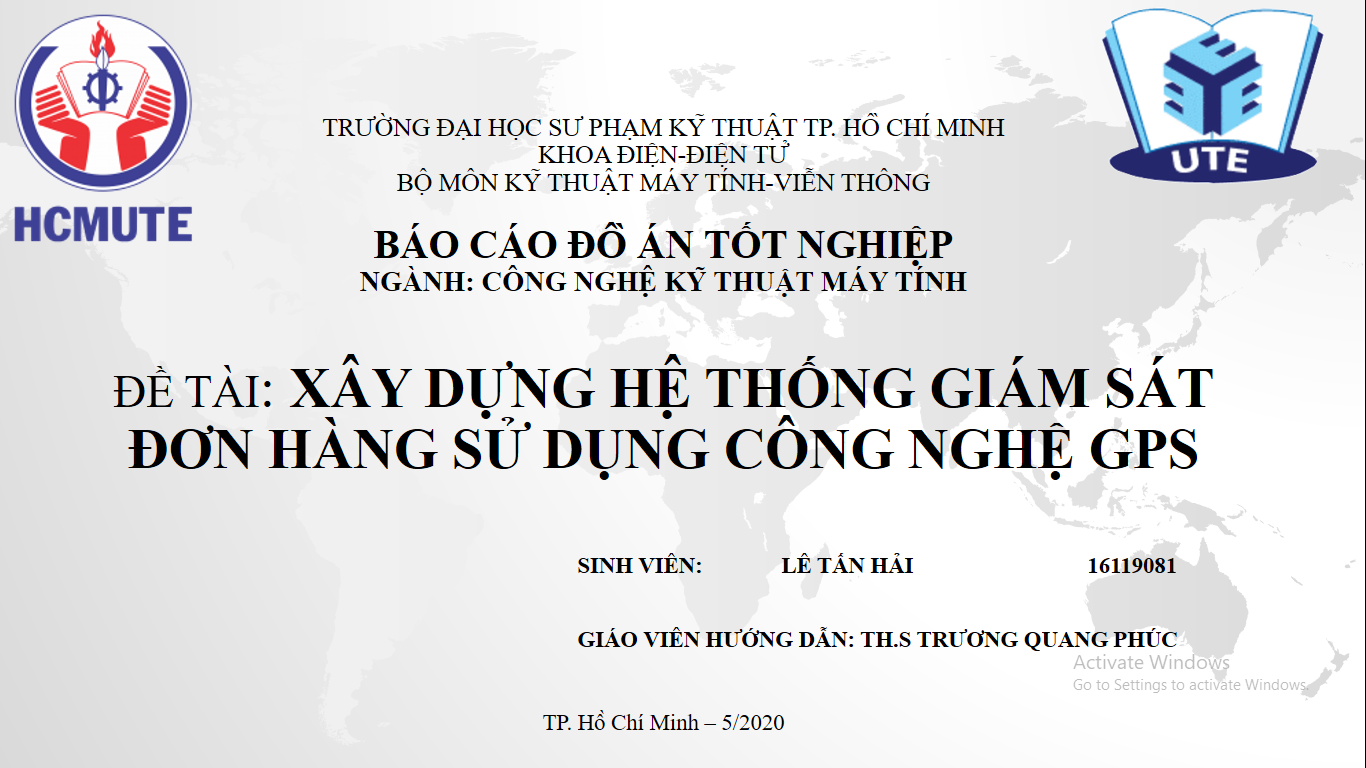 HCMUTE
UTE
TRƯỜNG ĐẠI HỌC SƯ PHẠM KỸ THUẬT TP. HỒ CHÍ MINH
KHOA ĐIỆN-ĐIỆN TỬ
BỘ MÔN KỸ THUẬT MÁY TÍNH-VIỄN THÔNG
BÁO CÁO ĐỒ ÁN TỐT NGHIỆP
NGÀNH: CÔNG NGHỆ KỸ THUẬT MÁY TÍNH
ĐỀ TÀI: XÂY DỰNG HỆ THỐNG GIÁM SÁT
ĐƠN HÀNG SỬ DỤNG CÔNG NGHỆ GPS
SINH VIÊN: LÊ TẤN HẢI 16119081
GIÁO VIÊN HƯỚNG DẪN: TH.S TRƯƠNG QUANG PHÚC
Activate Windows
Go to Settings to activate Windows.
TP. Hồ Chí Minh – 5/2020